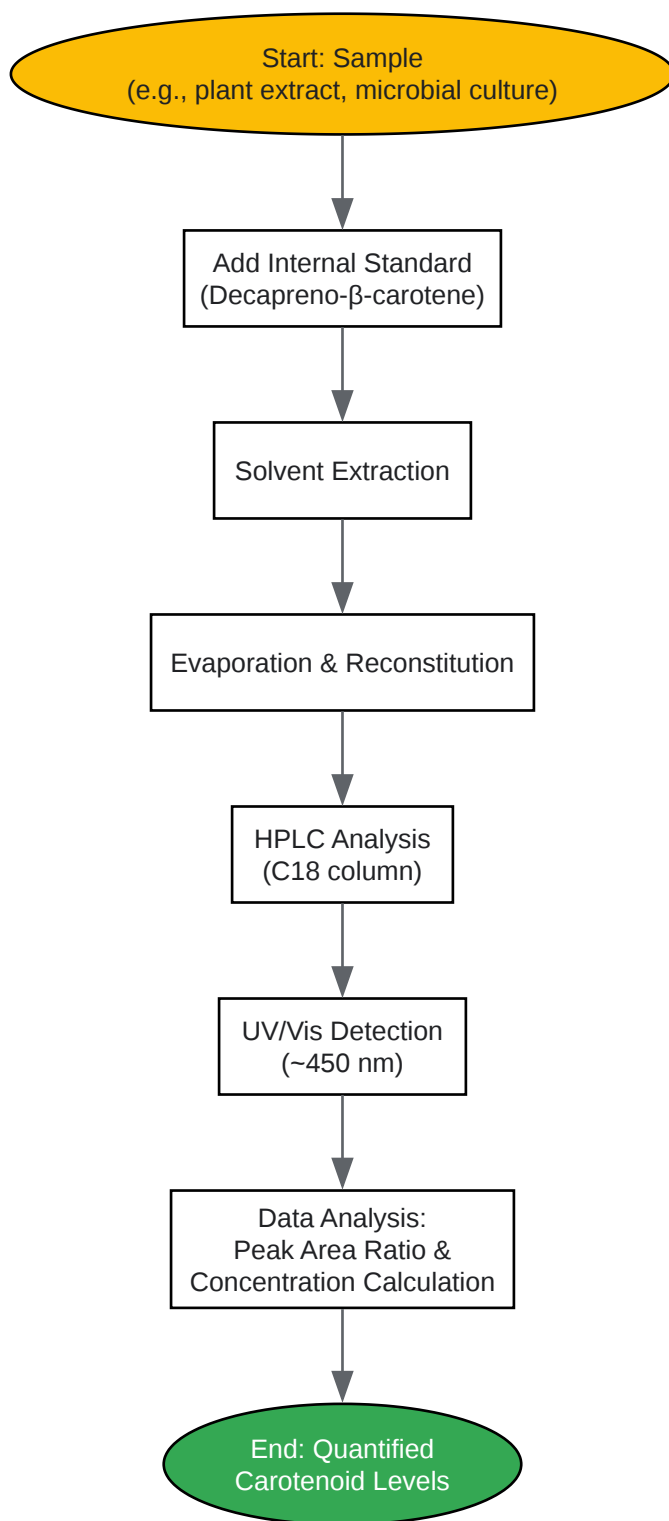 Start: Sample
(e.g., plant extract, microbial culture)
Add Internal Standard
(Decapreno-β-carotene)
Solvent Extraction
Evaporation & Reconstitution
HPLC Analysis
(C18 column)
UV/Vis Detection
(~450 nm)
Data Analysis:
Peak Area Ratio &
Concentration Calculation
End: Quantified
Carotenoid Levels